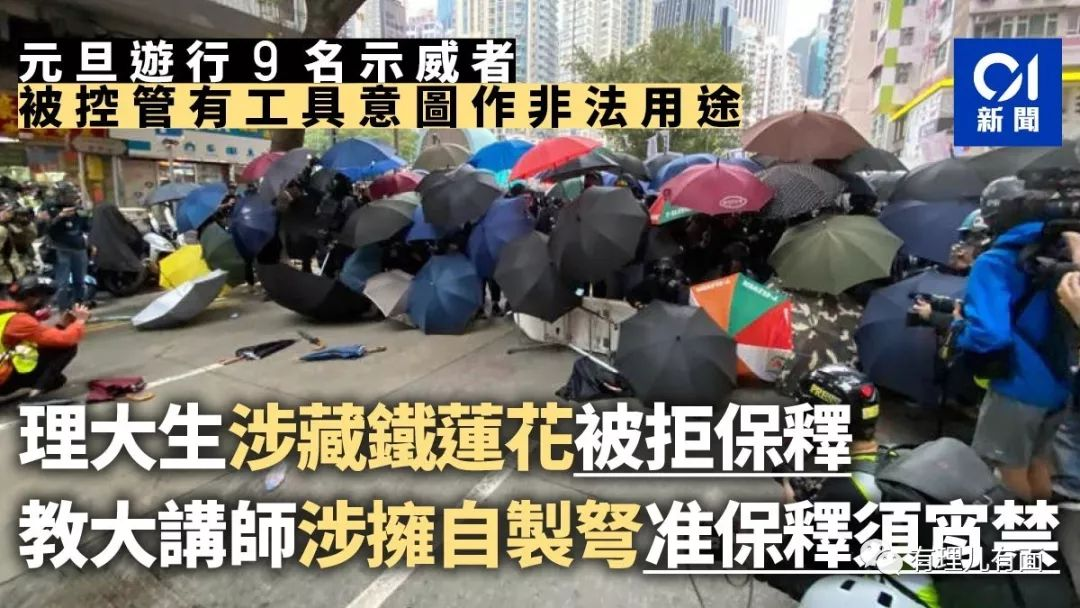 元旦遊行9名示威者
被控管有工具意圖作非法用途
01
新聞
理大生涉藏鐵蓮花被拒保釋
教大講師涉擁自製弩准保釋須宵禁
有理儿有面